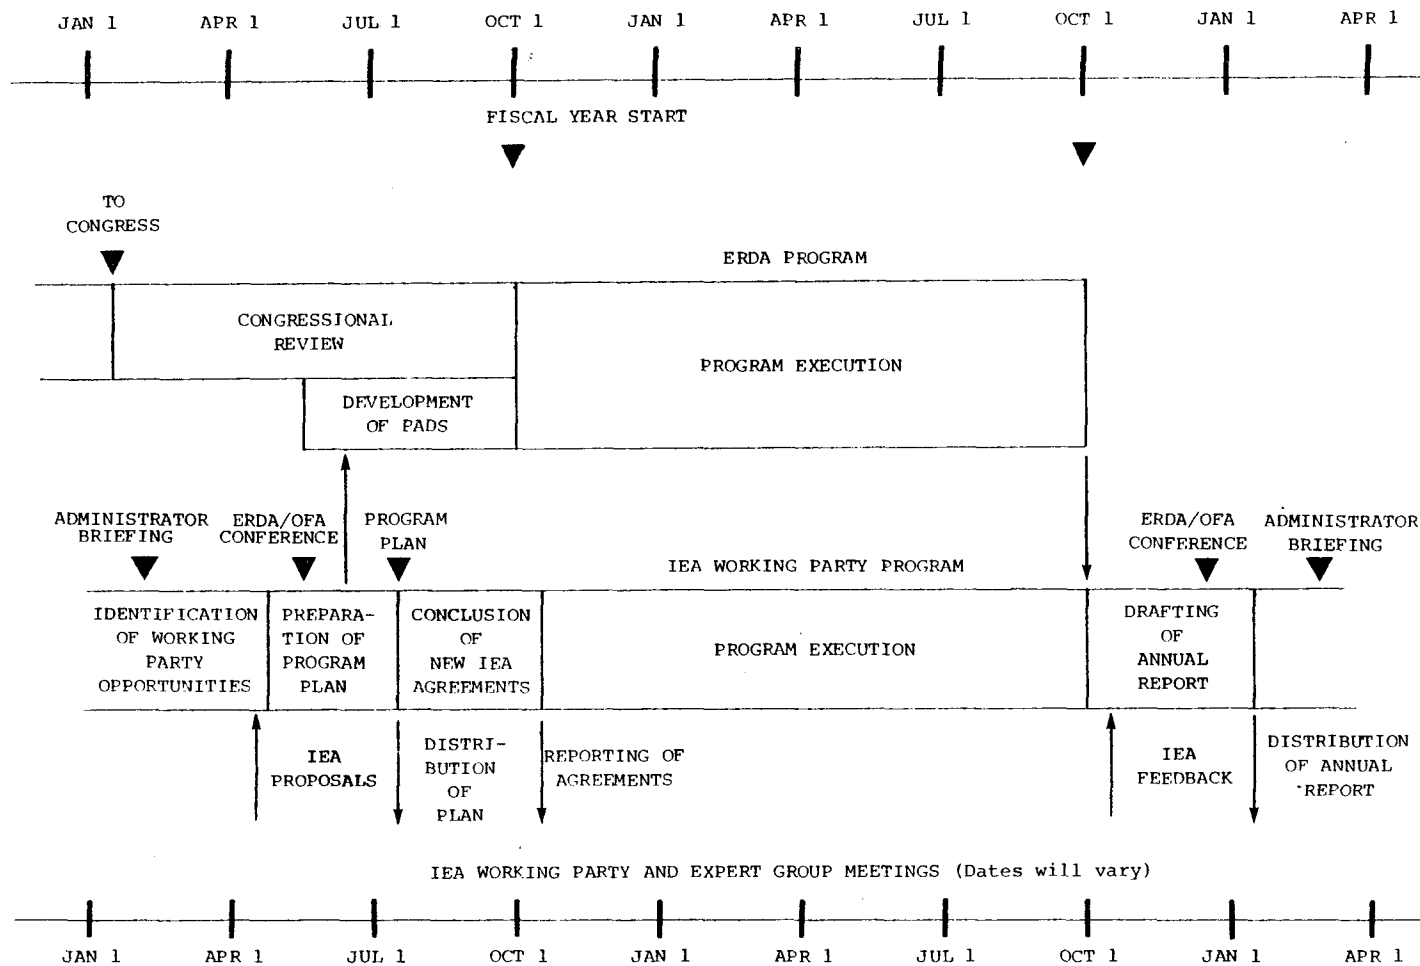 JAN 1 APR 1 JUL 1 OCT 1 JAN 1 APR 1 JUL 1 OCT 1 JAN 1 APR 1
FISCAL YEAR START
TO
CONGRESS
ERDA PROGRAM
CONGRESSIONAL
REVIEW
PROGRAM EXECUTION
DEVELOPMENT
OF PADS
ADMINISTRATOR
BRIEFING
ERDA/OFA
CONFERENCE
PROGRAM
PLAN
IEA WORKING PARTY PROGRAM
ERDA/OFA
CONFERENCE
ADMINISTRATOR
BRIEFING
IDENTIFICATION
OF WORKING
PARTY
OPPORTUNITIES
PREPARA-
TION OF
PROGRAM
PLAN
CONCLUSION
OF
NEW IEA
AGREEMENTS
PROGRAM EXECUTION
DRAFTING
OF
ANNUAL
REPORT
IEA
PROPOSALS
DISTRI-
BUTION
OF
PLAN
REPORTING OF
AGREEMENTS
IEA
FEEDBACK
DISTRIBUTION
OF ANNUAL
REPORT
IEA WORKING PARTY AND EXPERT GROUP MEETINGS (Dates will vary)
JAN 1 APR 1 JUL 1 OCT 1 JAN 1 APR 1 JUL 1 OCT 1 JAN 1 APR 1